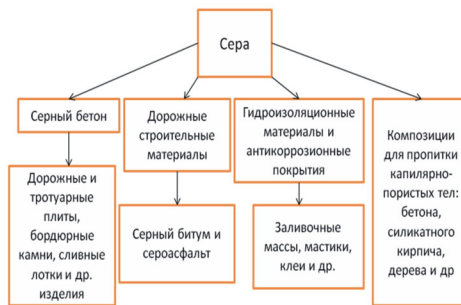 Сера
Серный бетон
Дорожные
строительные
материалы
Гидроизоляционные
материалы и
антикоррозионные
покрытия
Композиции
для пропитки
капилярно-
пористых тел:
бетона,
силикатного
кирпича,
дерева и др
Дорожные и
тротуарные
плиты,
бордюрные
камни, сливные
лотки и др.
изделия
Серный битум и
сероасфальт
Заливочные
массы, мастики,
клеи и др.